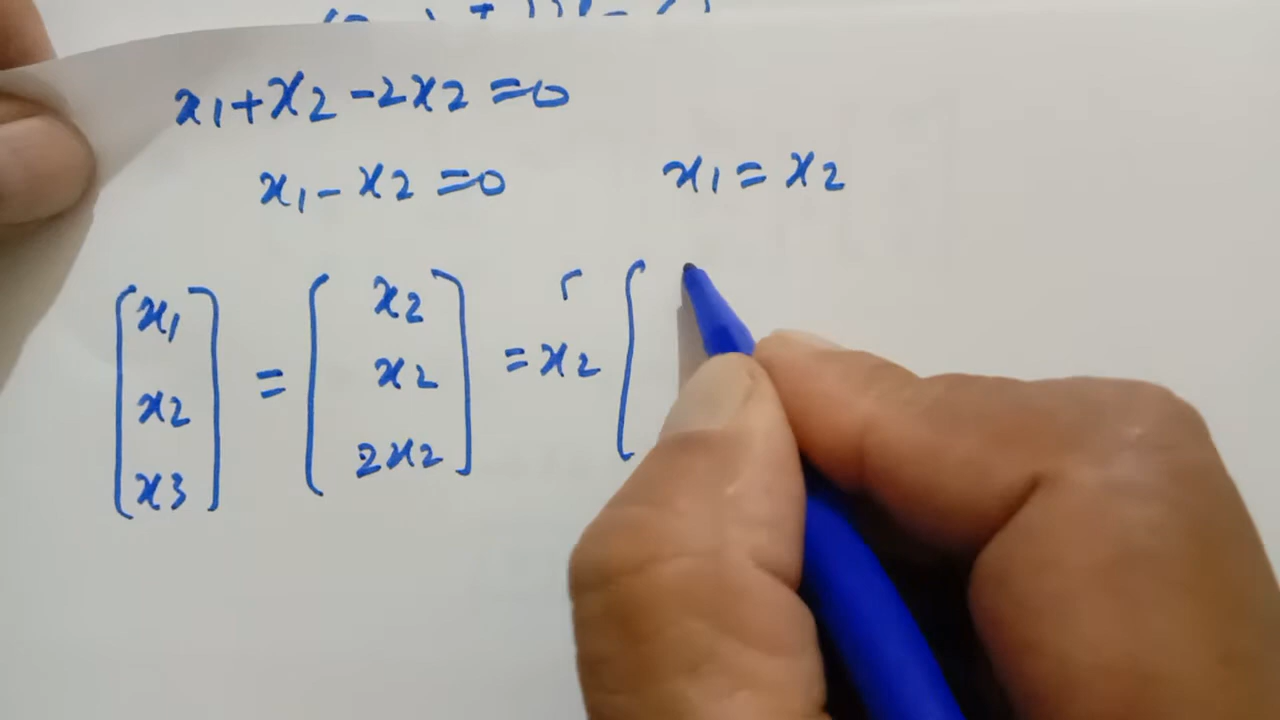 x1+x2-2x2=0
x1-x2=0 x1=x2
[x1 x2 x3] = [x2 x2 2x2] = x2 [